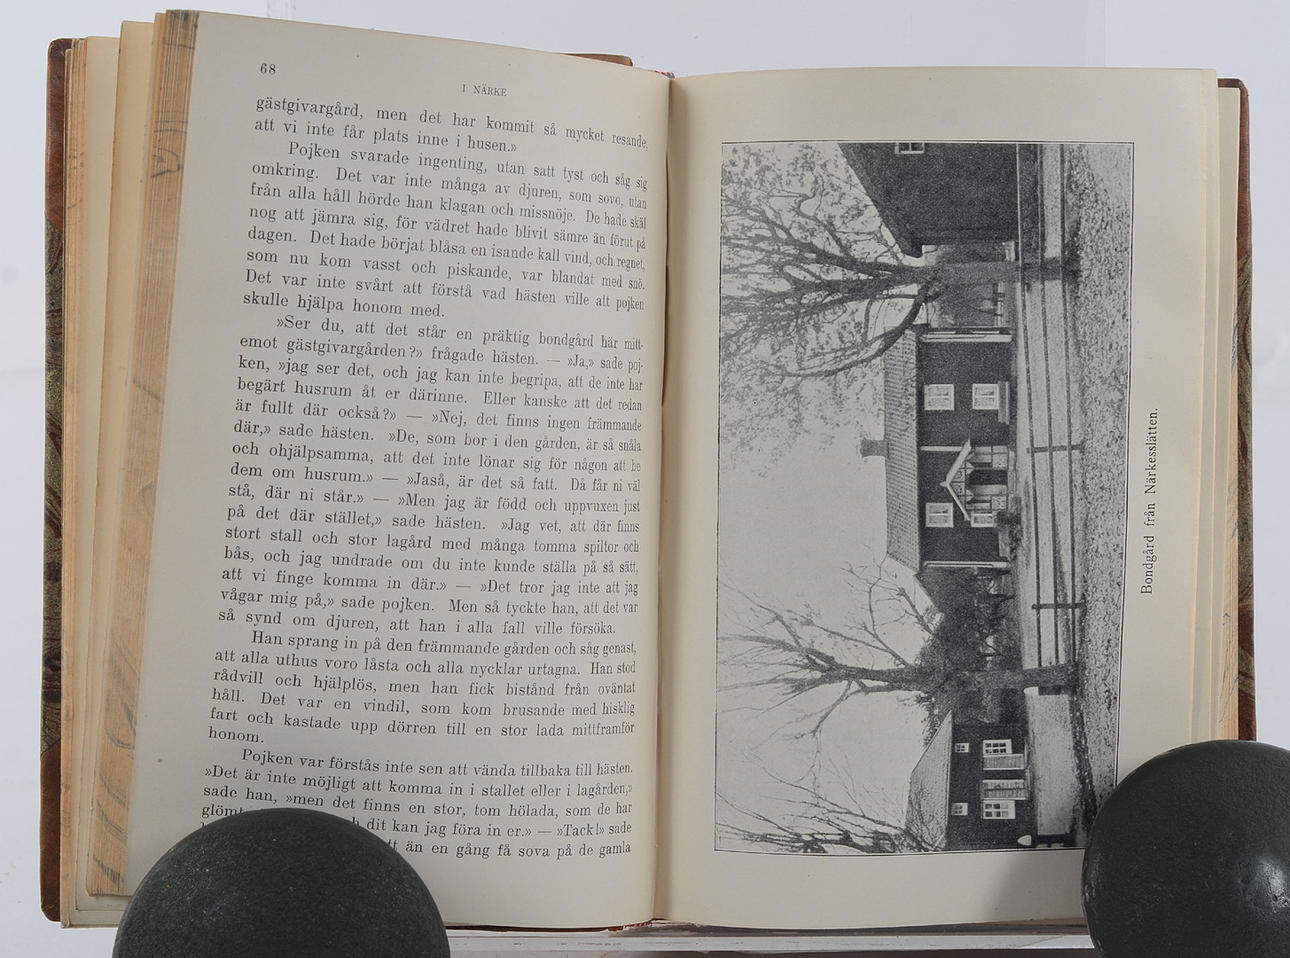 68
I NÄRKE
gästgivargård, men det har kommit så mycket resande,
att vi inte får plats inne i husen.»
Pojken svarade ingenting, utan satt tyst och såg sig
omkring. Det var inte många av djuren, som sovo, utan
från alla håll hörde han klagan och missnöje. De hade skäl
nog att jämra sig, för vädret hade blivit sämre än förut på
dagen. Det hade börjat blåsa en isande kall vind, och regnet,
som nu kom vasst och piskande, var blandat med snö.
Det var inte svårt att förstå vad hästen ville att pojken
skulle hjälpa honom med.
»Ser du, att det står en präktig bondgård här mitt-
emot gästgivargården?» frågade hästen. — »Ja,» sade poj-
ken, »jag ser det, och jag kan inte begripa, att de inte har
begärt husrum åt er därinne. Eller kanske att det redan
är fullt där också?» — »Nej, det finns ingen främmande
där,» sade hästen. »De, som bor i den gården, är så snåla
och ohjälpsamma, att det inte lönar sig för någon att be
dem om husrum.» — »Jaså, är det så fatt. Då får ni väl
stå, där ni står.» — »Men jag är född och uppvuxen just
på det där stället,» sade hästen. »Jag vet, att där finns
stort stall och stor lagård med många tomma spiltor och
bås, och jag undrade om du inte kunde ställa på så sätt,
att vi finge komma in där.» — »Det tror jag inte att jag
vågar mig på,» sade pojken. Men så tyckte han, att det var
så synd om djuren, att han i alla fall ville försöka.
Han sprang in på den främmande gården och såg genast,
att alla uthus voro låsta och alla nycklar urtagna. Han stod
rådvill och hjälplös, men han fick bistånd från oväntat
håll. Det var en vindil, som kom brusande med hisklig
fart och kastade upp dörren till en stor lada mittframför
honom.
Pojken var förstås inte sen att vända tillbaka till hästen.
»Det är inte möjligt att komma in i stallet eller i lagården,»
sade han, »men det finns en stor, tom hölada, som de har
dit kan jag föra in er.» — »Tack!» sade
än en gång få sova på de gamla
Bondgård från Närkesslätten.